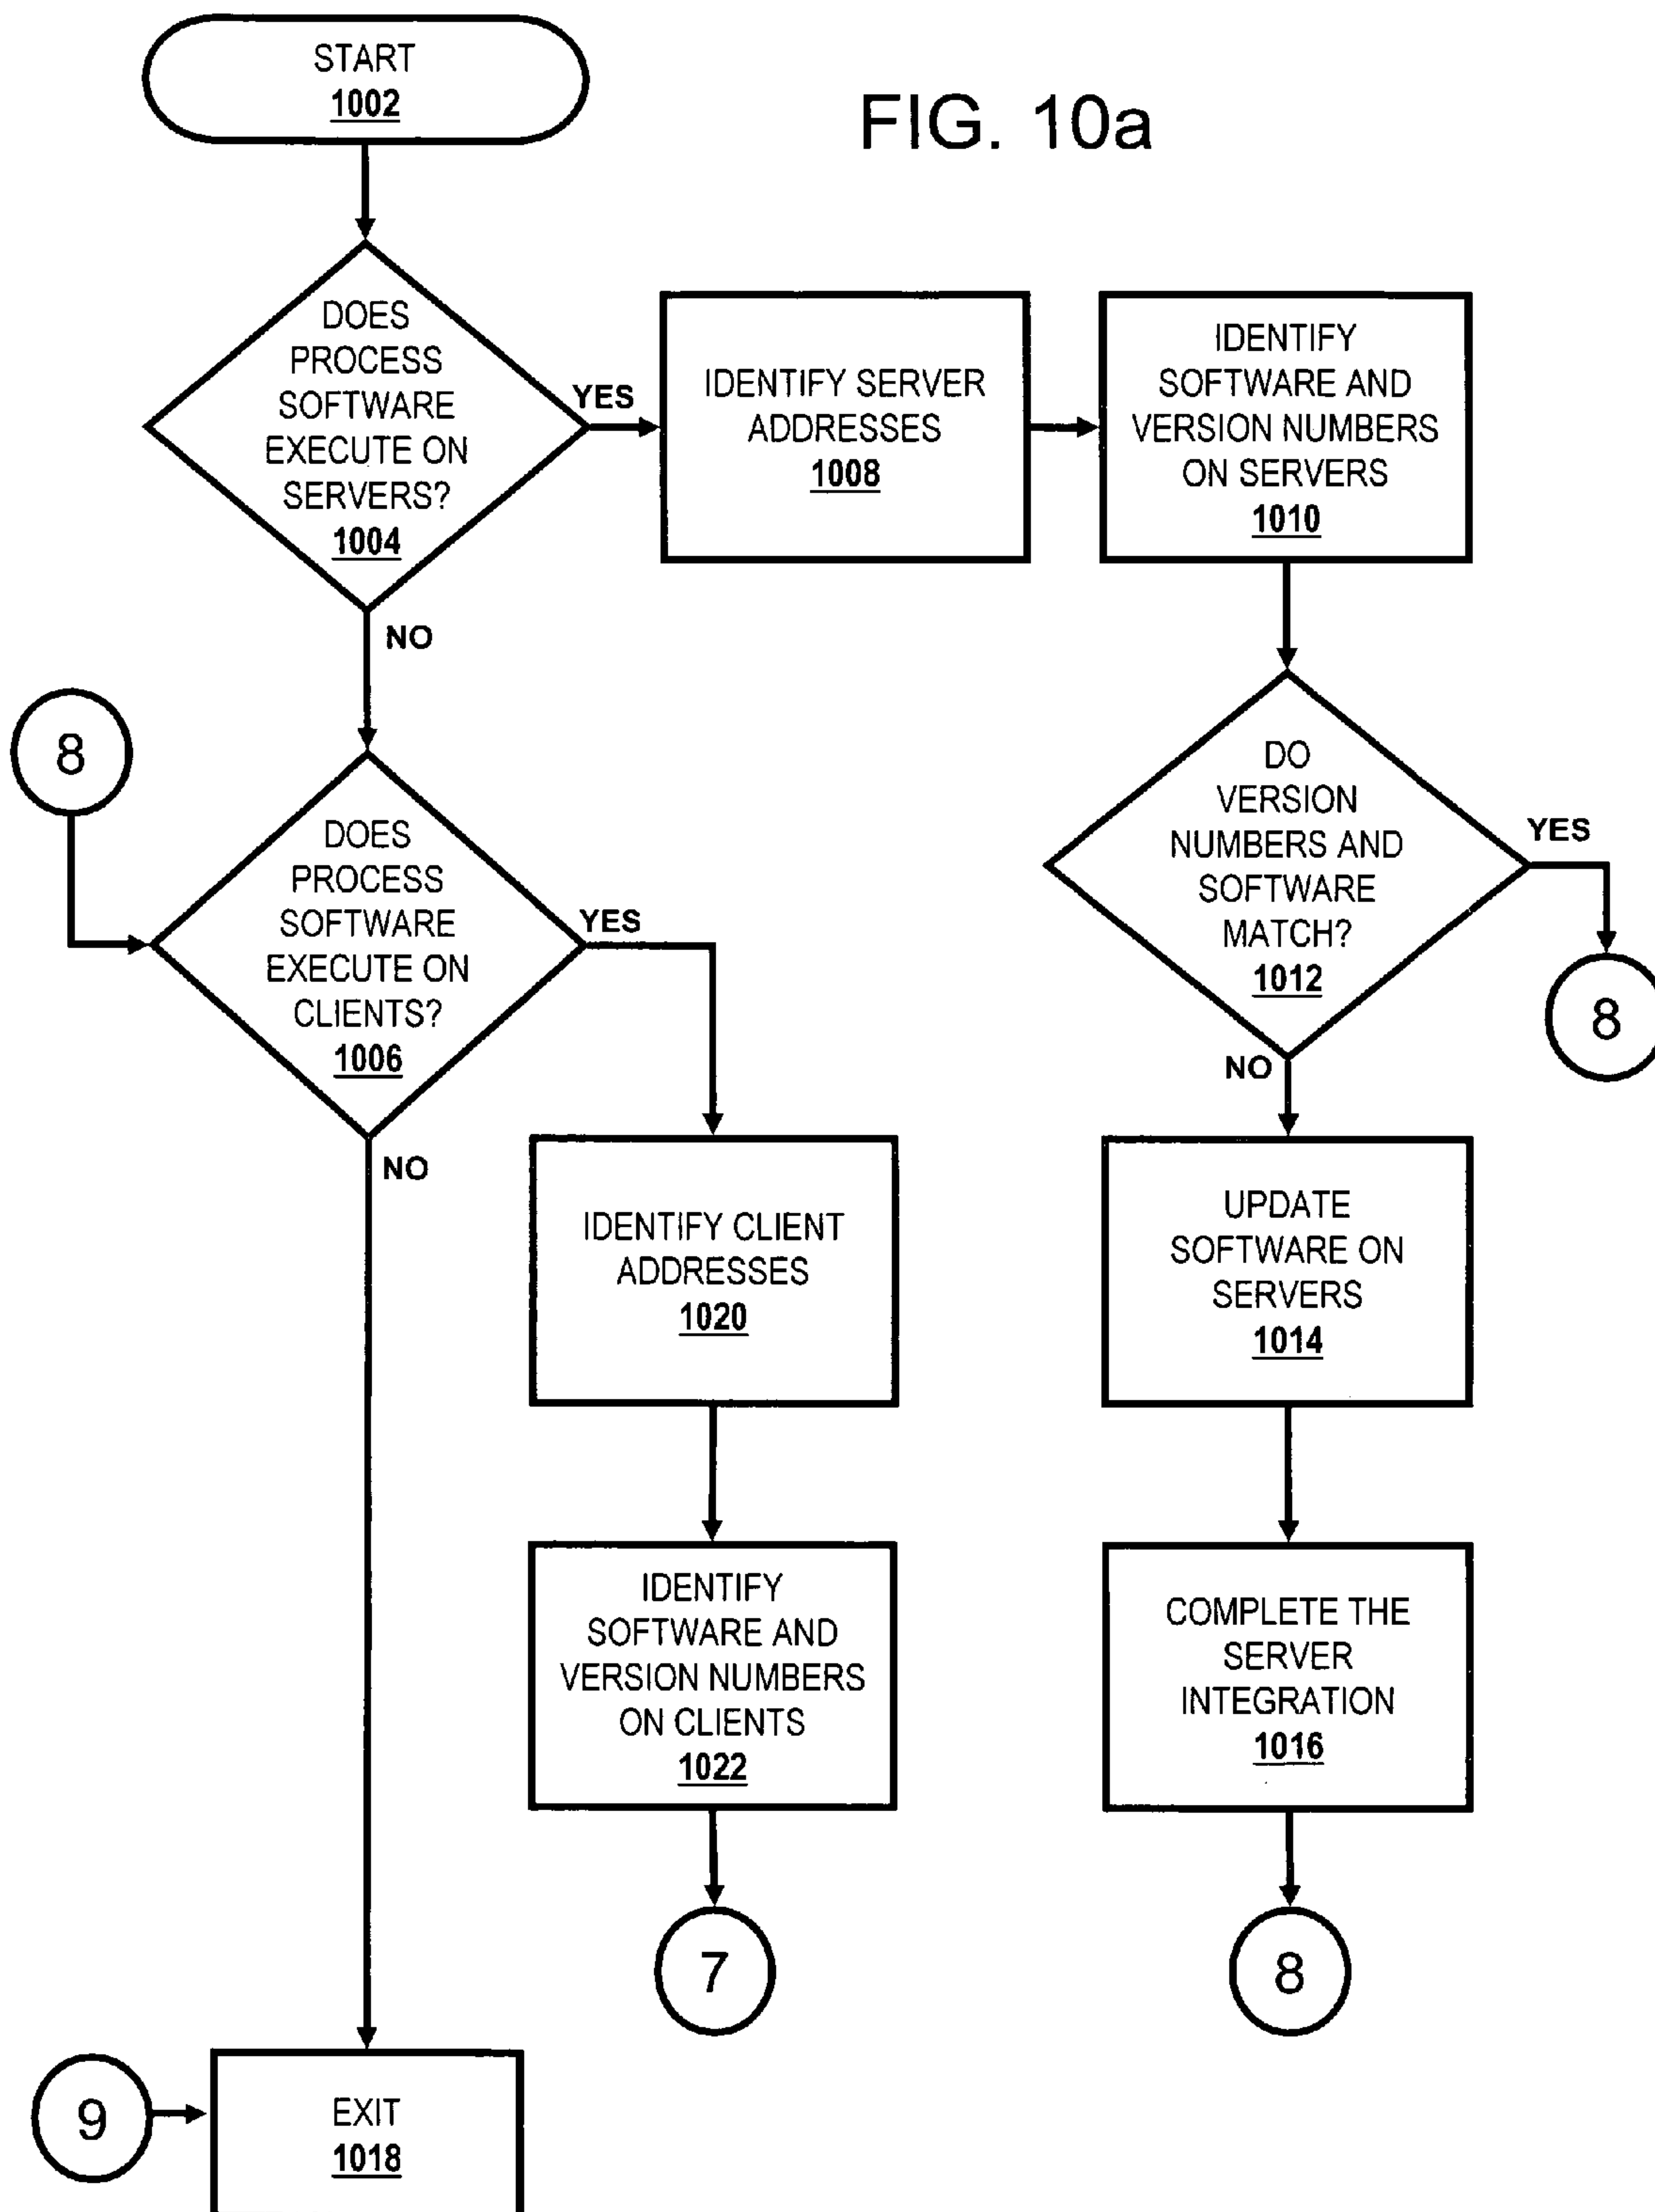 START
1002
FIG. 10a
DOES
PROCESS
SOFTWARE
EXECUTE ON
SERVERS?
1004
YES
NO
IDENTIFY SERVER
ADDRESSES
1008
IDENTIFY
SOFTWARE AND
VERSION NUMBERS
ON SERVERS
1010
8
DOES
PROCESS
SOFTWARE
EXECUTE ON
CLIENTS?
1006
YES
NO
DO
VERSION
NUMBERS AND
SOFTWARE
MATCH?
1012
YES
8
NO
IDENTIFY CLIENT
ADDRESSES
1020
UPDATE
SOFTWARE ON
SERVERS
1014
IDENTIFY
SOFTWARE AND
VERSION NUMBERS
ON CLIENTS
1022
COMPLETE THE
SERVER
INTEGRATION
1016
7
8
9
EXIT
1018